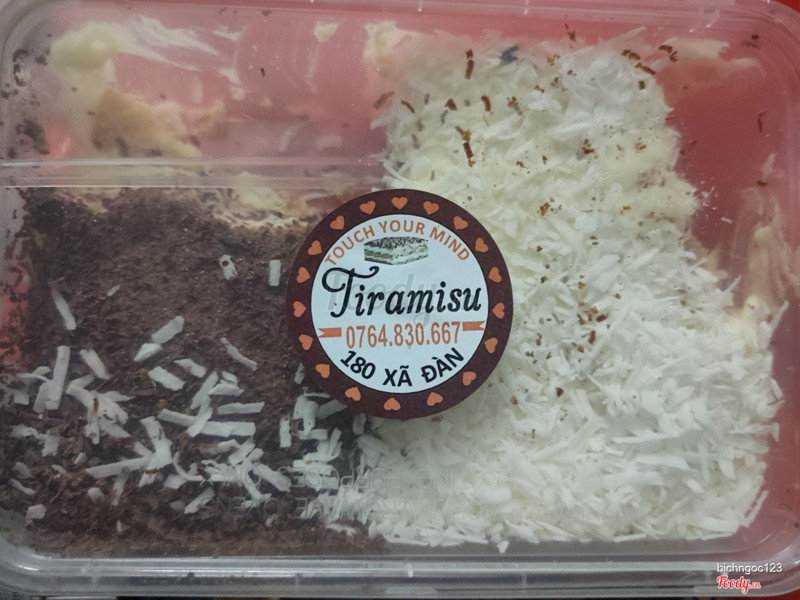 TOUCH YOUR MIND
Tiramisu
0764.830.667
180 XÃ ĐÀN
bichngoc123
Foody.vn